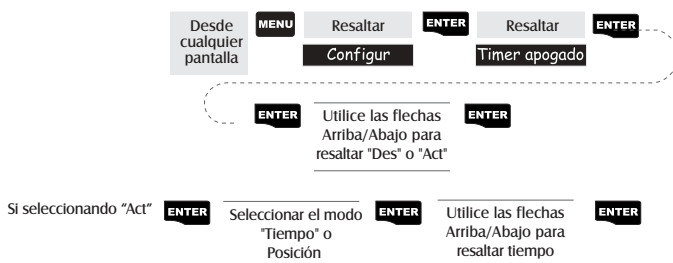 Desde cualquier pantalla
MENU
Resaltar
Configur
ENTER
Resaltar
Timer apogado
ENTER
ENTER
Utilice las flechas
Arriba/Abajo para
resaltar "Des" o "Act"
ENTER
Si seleccionando “Act”
ENTER
Seleccionar el modo
"Tiempo" o
Posición
ENTER
Utilice las flechas
Arriba/Abajo para
resaltar tiempo
ENTER